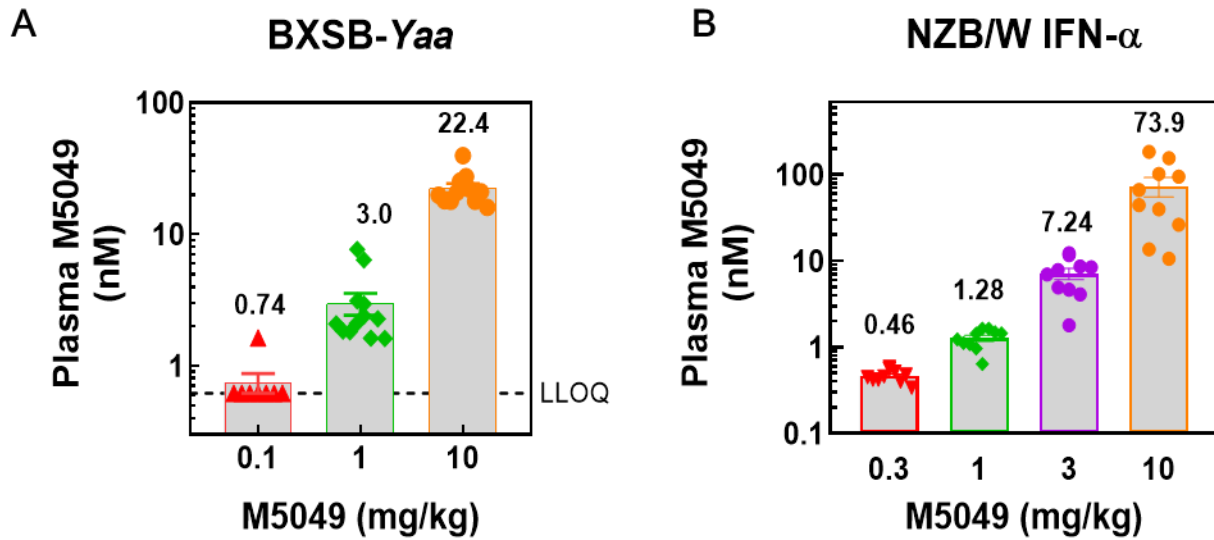 A
BXSB-Yaa
Plasma M5049
(nM)
100
10
1
0.74
3.0
22.4
LLOQ
0.1 1 10
M5049 (mg/kg)
B
NZB/W IFN-α
Plasma M5049
(nM)
100
10
1
0.1
0.46
1.28
7.24
73.9
0.3 1 3 10
M5049 (mg/kg)